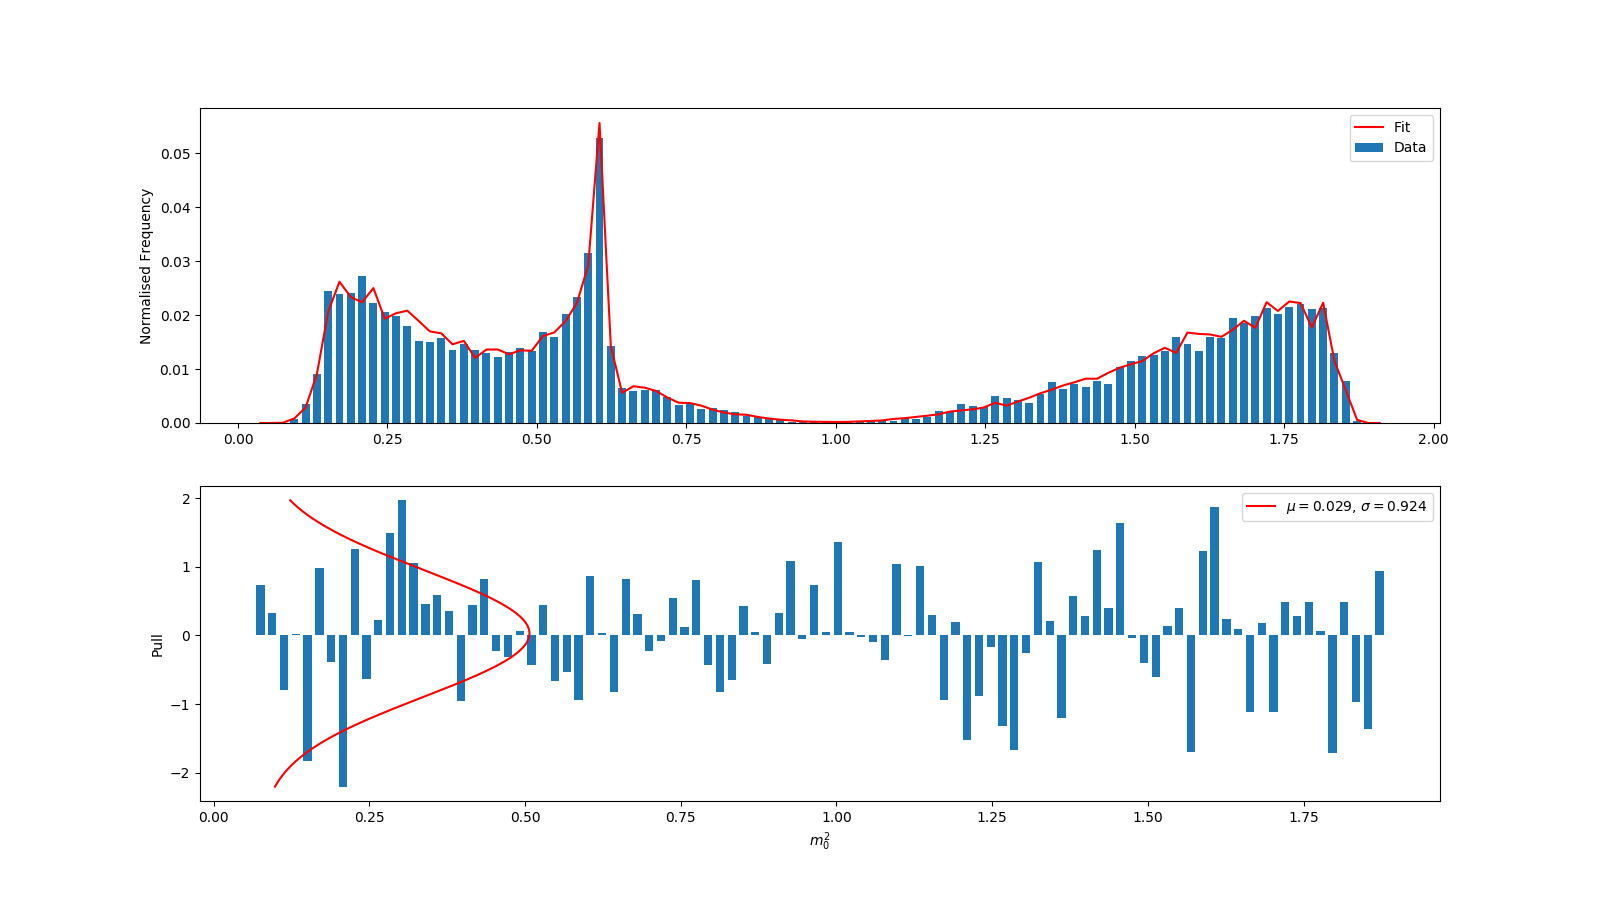 Normalised Frequency
0.05
0.04
0.03
0.02
0.01
0.00
Fit
Data
0.00 0.25 0.50 0.75 1.00 1.25 1.50 1.75 2.00
Pull
2
1
0
−1
−2
μ = 0.029, σ = 0.924
0.00 0.25 0.50 0.75 1.00 1.25 1.50 1.75
$m_0^2$